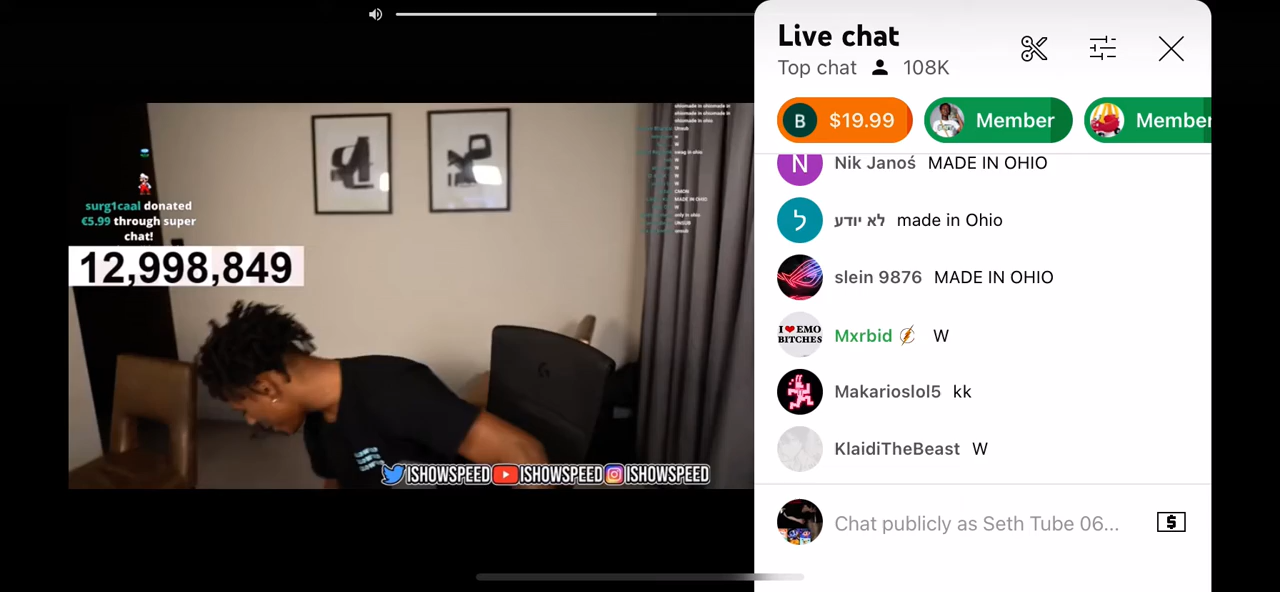 Live chat
Top chat 108K
B $19.99 Member Member
N Nik Janoś MADE IN OHIO
ל לא יודע made in Ohio
slein 9876 MADE IN OHIO
I ❤ EMO
BITCHES
Mxrbid W
Makarioslol5 kk
KlaidiTheBeast W
Chat publicly as Seth Tube 06...
$
surg1caal donated
€5.99 through super
chat!
12,998,849
ISHOWSPEED ISHOWSPEED ISHOWSPEED